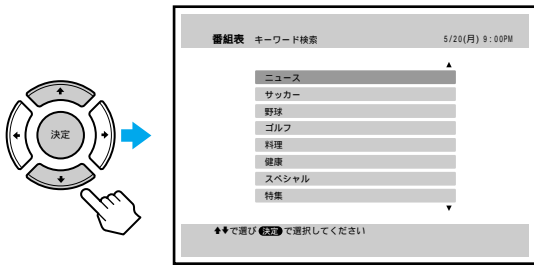 決定
番組表 キーワード検索 5/20(月) 9:00PM
▲
ニュース
サッカー
野球
ゴルフ
料理
健康
スペシャル
特集
▼
♠♦で選び 決定 で選択してください